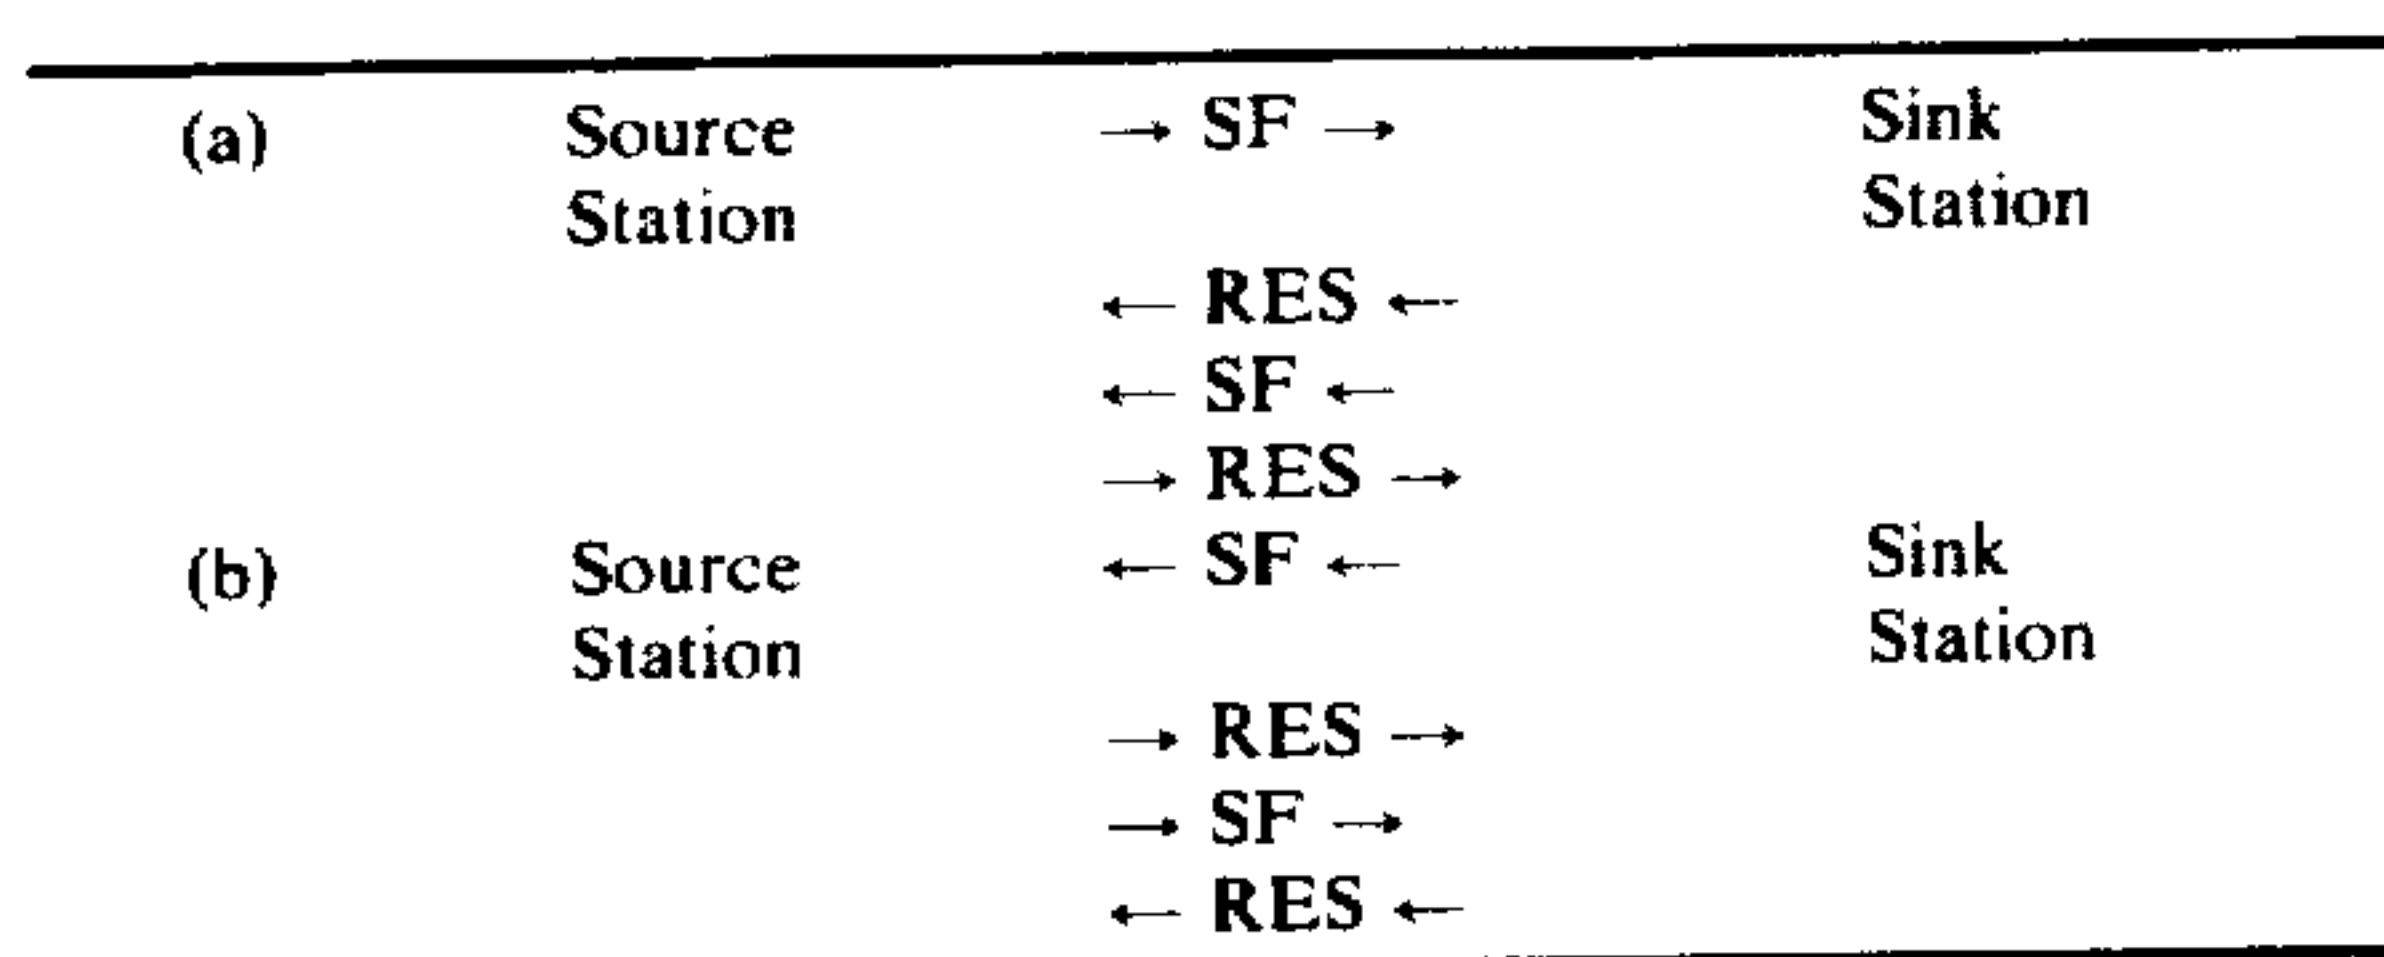 (a) Source → SF → Sink
Station Station
← RES ←
← SF ←
→ RES →
(b) Source ← SF ← Sink
Station Station
→ RES →
→ SF →
← RES ←